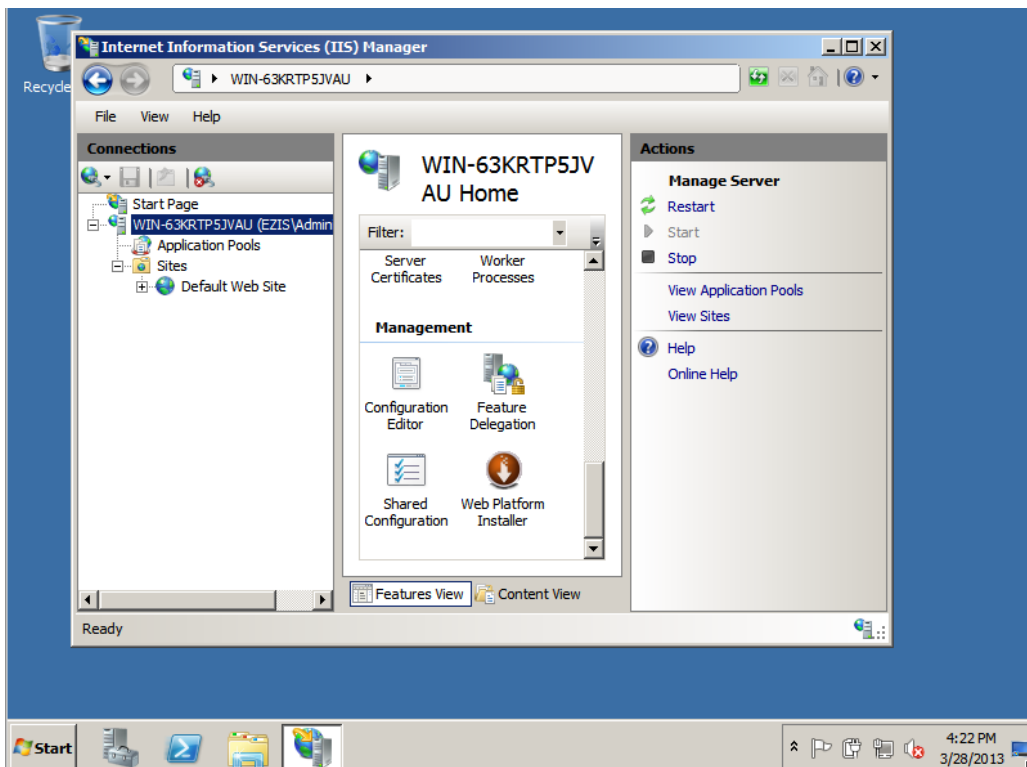 Recycle
Internet Information Services (IIS) Manager
WIN-63KRTP5JVAU
File View Help
Connections
Start Page
WIN-63KRTP5JVAU (EZIS\Admin
Application Pools
Sites
Default Web Site
WIN-63KRTP5JV
AU Home
Filter:
Server
Certificates
Worker
Processes
Management
Configuration
Editor
Feature
Delegation
Shared
Configuration
Web Platform
Installer
Features View
Content View
Actions
Manage Server
Restart
Start
Stop
View Application Pools
View Sites
Help
Online Help
Ready
Start
4:22 PM
3/28/2013